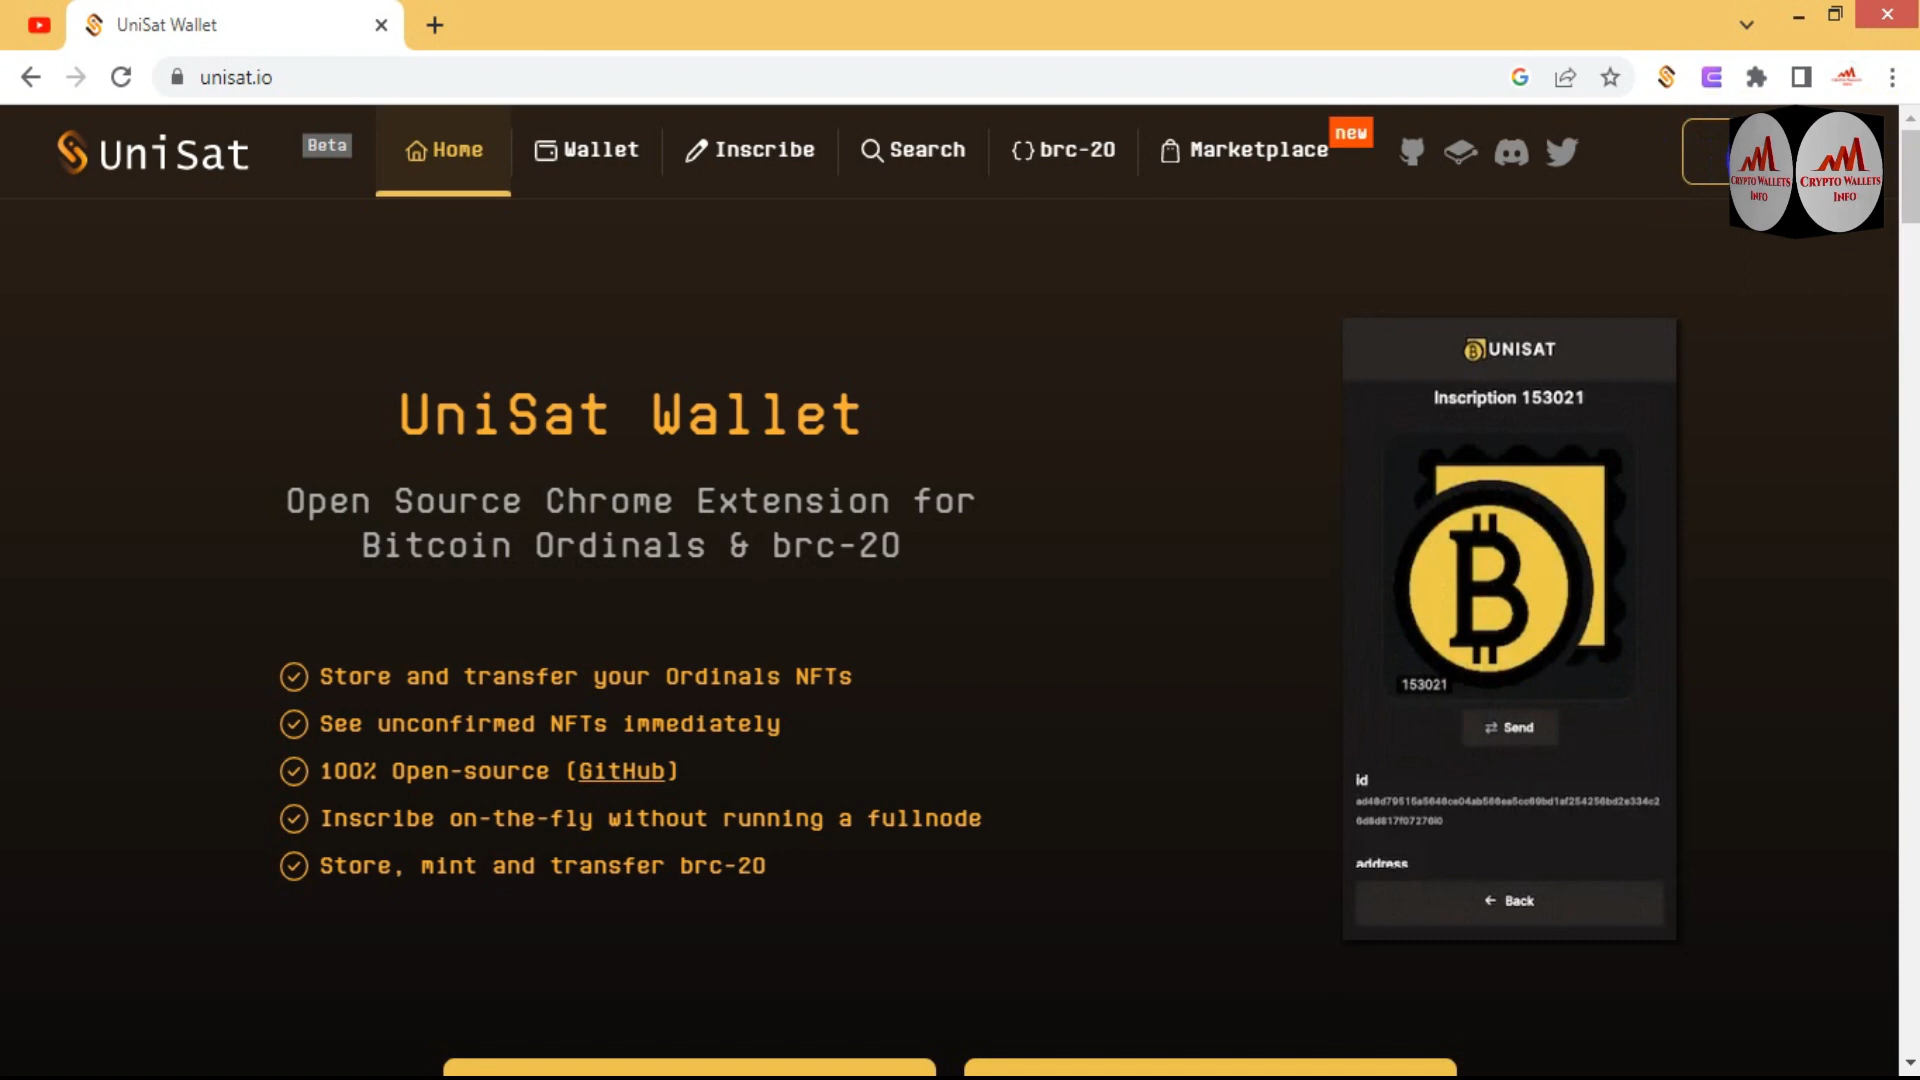 UniSat Wallet
unisat.io
UniSat
Beta
Home
Wallet
Inscribe
Search
brc-20
Marketplace
new
CRYPTO WALLETS
INFO
CRYPTO WALLETS
INFO
UniSat Wallet
Open Source Chrome Extension for
Bitcoin Ordinals & brc-20
Store and transfer your Ordinals NFTs
See unconfirmed NFTs immediately
100% Open-source (GitHub)
Inscribe on-the-fly without running a fullnode
Store, mint and transfer brc-20
UNISAT
Inscription 153021
153021
Send
id
address
Back